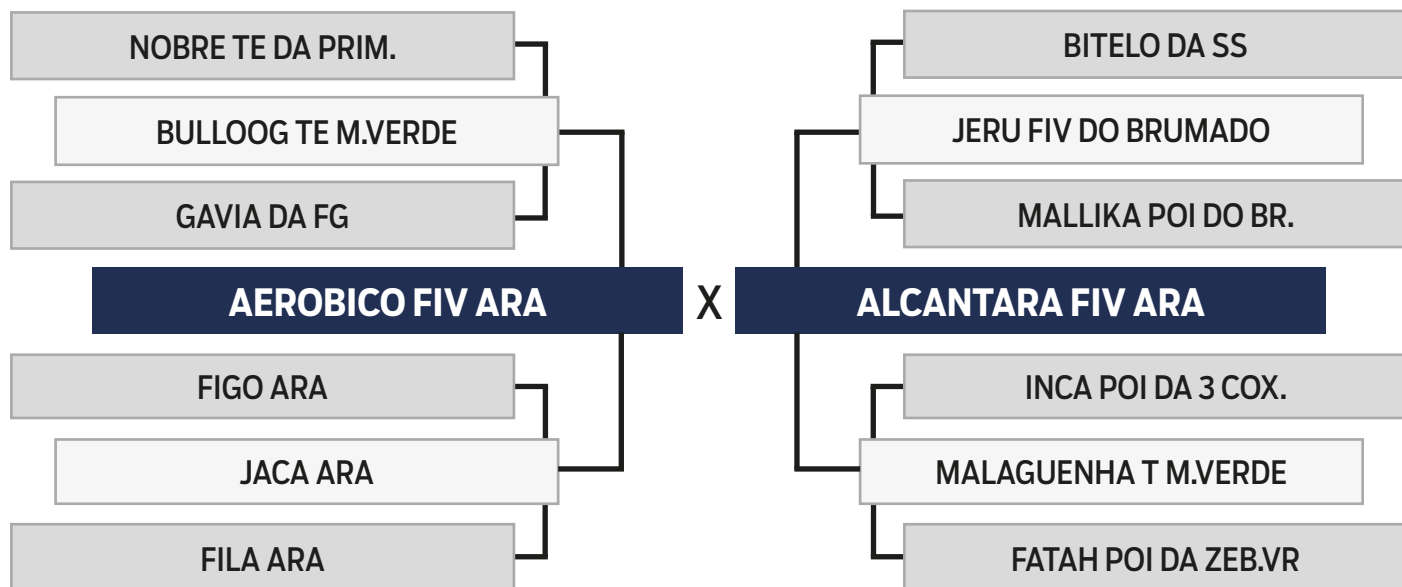 NOBRE TE DA PRIM.
BULLOOG TE M.VERDE
GAVIA DA FG
AEROBICO FIV ARA
FIGO ARA
JACA ARA
FILA ARA
X
BITELO DA SS
JERU FIV DO BRUMADO
MALLIKA POI DO BR.
ALCANTARA FIV ARA
INCA POI DA 3 COX.
MALAGUENHA T M.VERDE
FATAH POI DA ZEB.VR